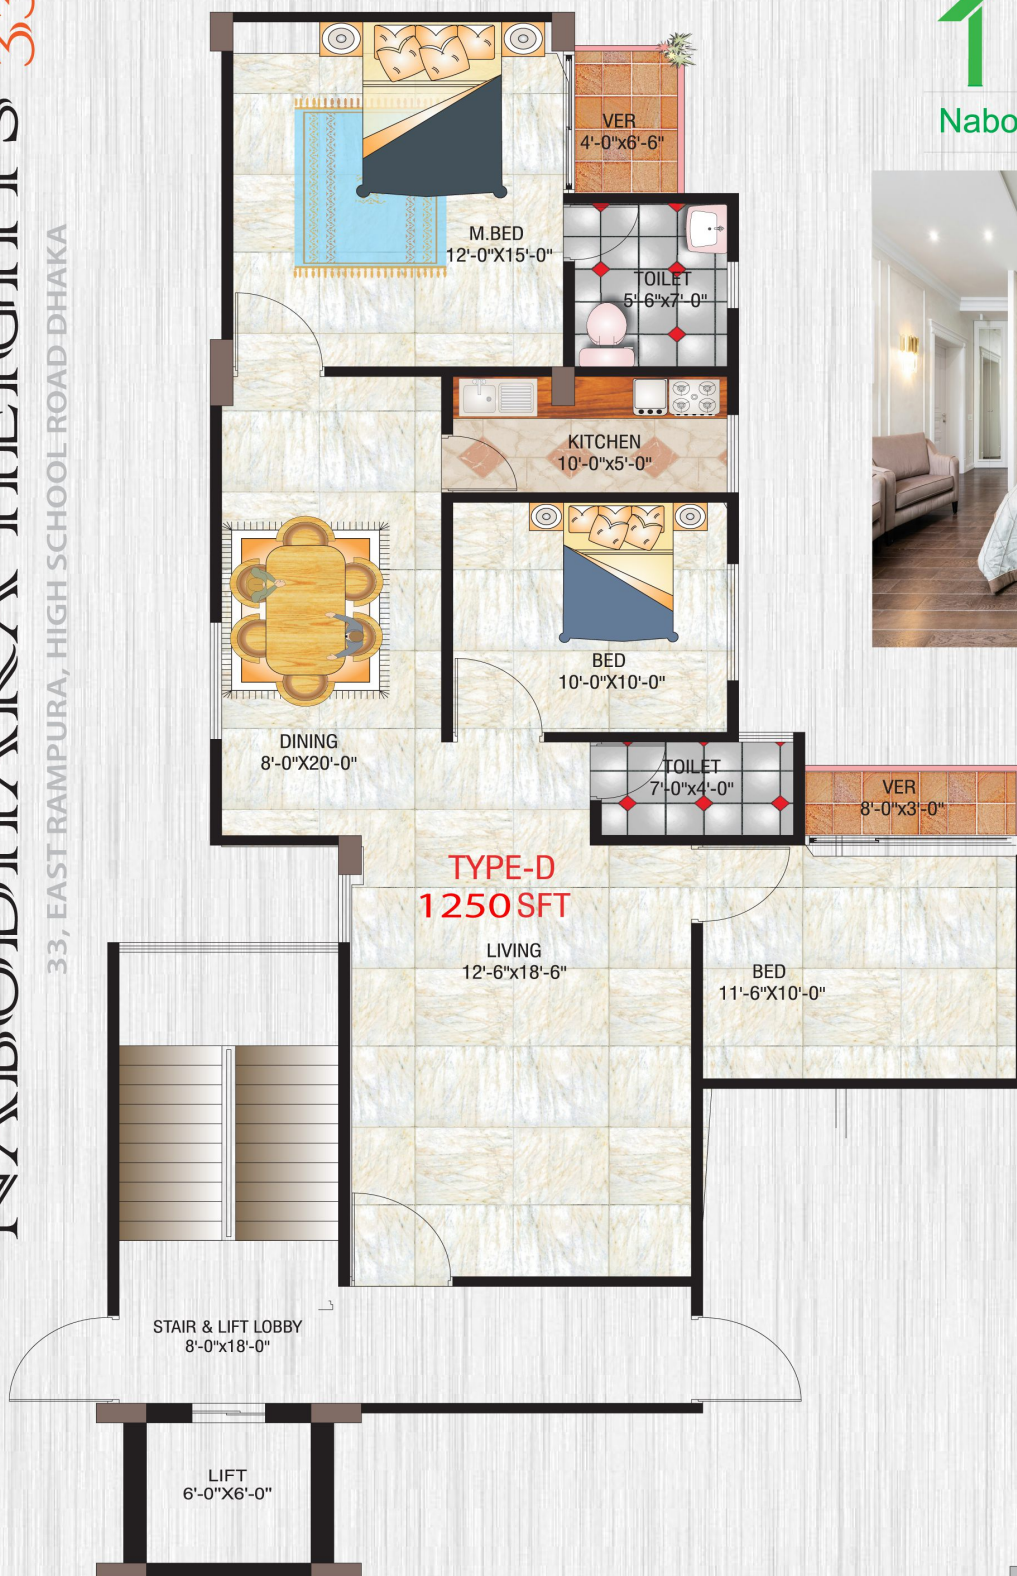 33, EAST RAMPURA, HIGH SCHOOL ROAD DHAKA
1
Nabo
VER
4'-0"x6'-6"
M.BED
12'-0"X15'-0"
TOILET
5'-6"x7'-0"
KITCHEN
10'-0"x5'-0"
BED
10'-0"X10'-0"
DINING
8'-0"X20'-0"
TOILET
7'-0"x4'-0"
VER
8'-0"x3'-0"
TYPE-D
1250 SFT
LIVING
12'-6"x18'-6"
BED
11'-6"X10'-0"
STAIR & LIFT LOBBY
8'-0"x18'-0"
LIFT
6'-0"X6'-0"